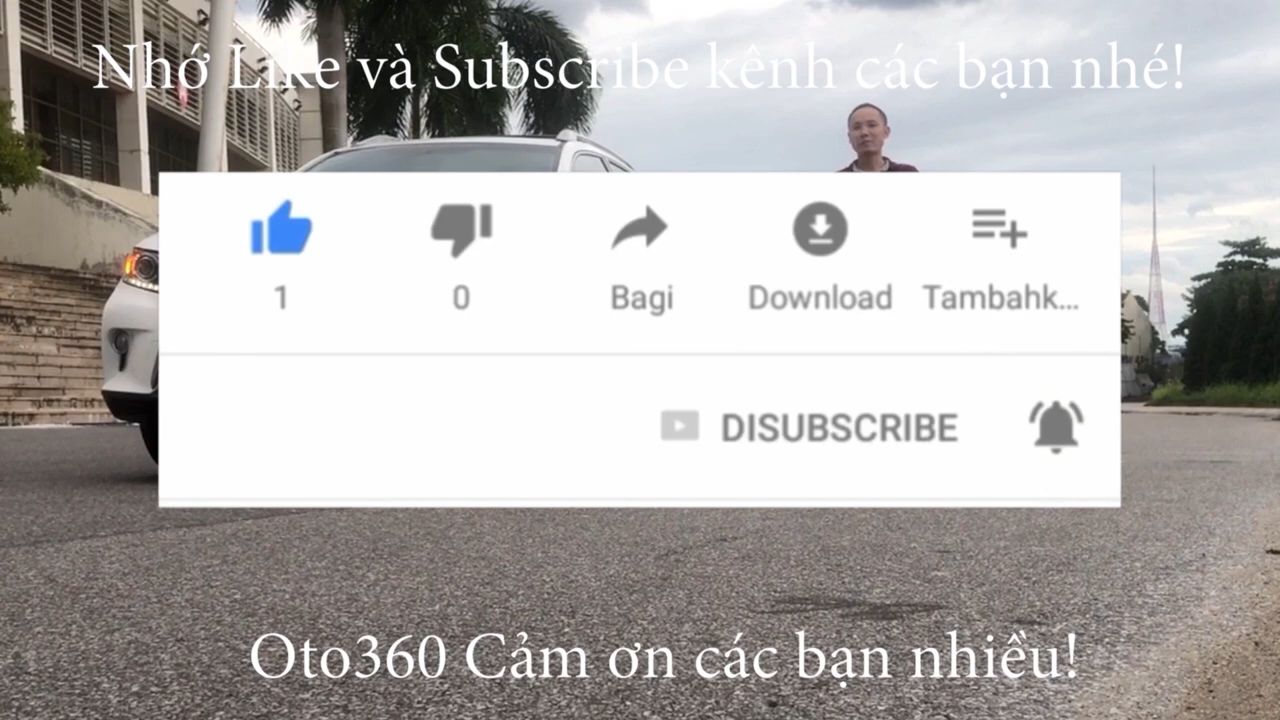 Nhớ Like và Subscribe kênh các bạn nhé!
1
0
Bagi
Download
Tambahk...
DISUBSCRIBE
Oto360 Cảm ơn các bạn nhiều!